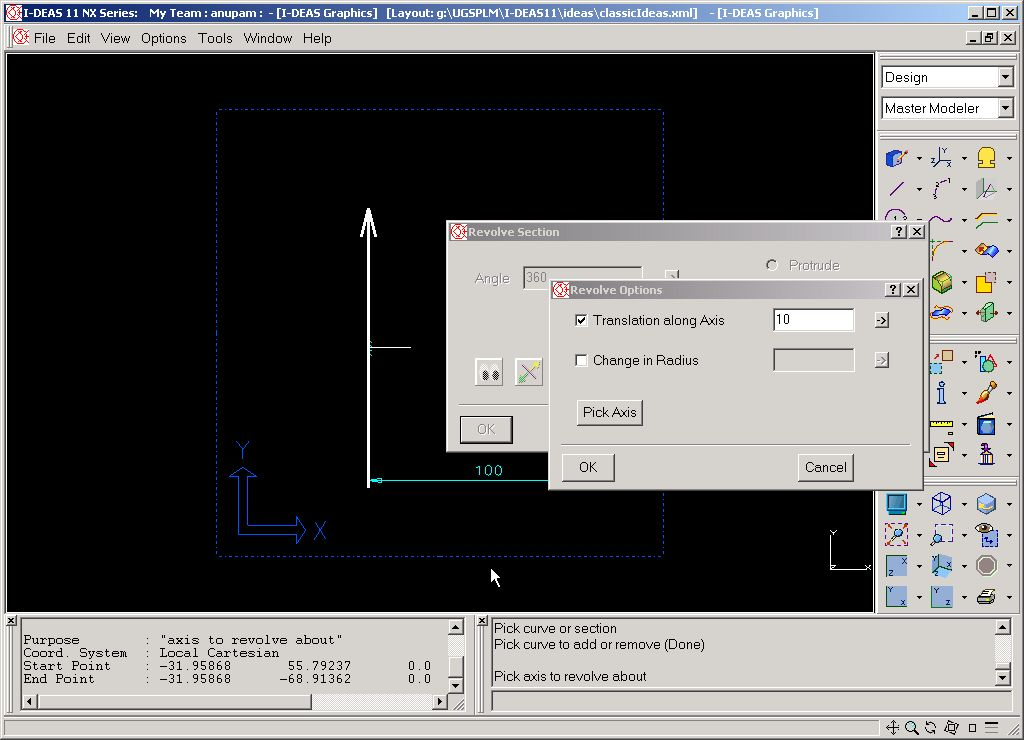 I-DEAS 11 NX Series:   My Team : anupam :  - [I-DEAS Graphics]  [Layout: g:\UGSPLM\I-DEAS11\ideas\classicIdeas.xml]   - [I-DEAS Graphics]
File Edit View Options Tools Window Help
Design
Master Modeler
Revolve Section
Angle 360 Protrude
Revolve Options
Translation along Axis 10
Change in Radius
Pick Axis
OK
OK Cancel
100
Y
X
Y
X
Purpose : "axis to revolve about"
Coord. System : Local Cartesian
Start Point : -31.95868 55.79237 0.0
End Point : -31.95868 -68.91362 0.0
Pick curve or section
Pick curve to add or remove (Done)
Pick axis to revolve about